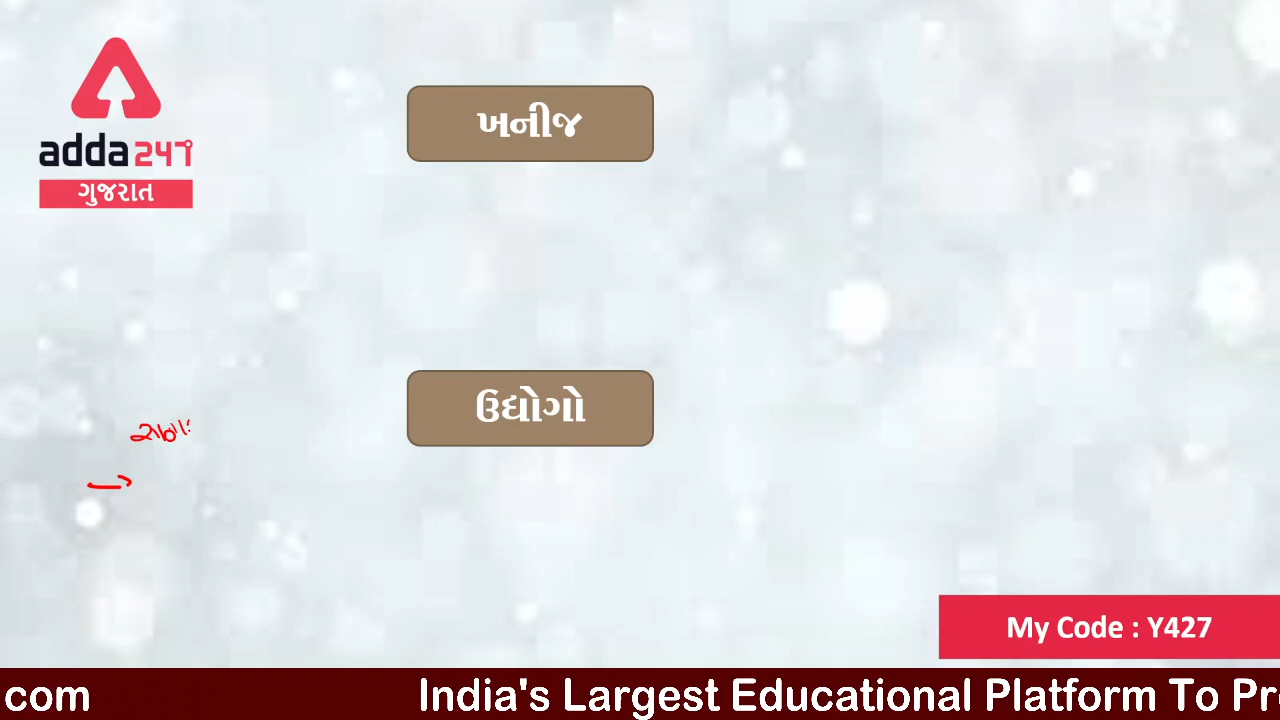 ખનીજ
adda247
ગુજરાત
ઉદ્યોગો
My Code : Y427
com India's Largest Educational Platform To Pr